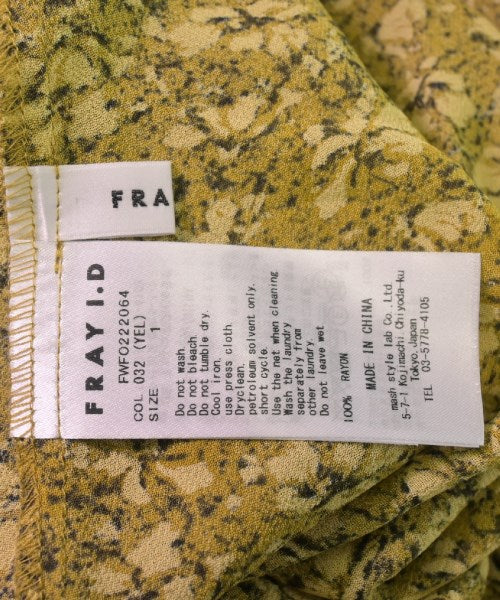 FRA
FRAY I.D
FWFO222064
COL 032 (YEL)
SIZE 1
Do not wash
Do not bleach
Do not tumble dry.
Cool iron.
use press cloth
Dryclean.
petroleum solvent only.
short cycle
Use the net when cleaning
Wash the laundry
separately from
other laundry.
Do not leave wet
100% RAYON
MADE IN CHINA
mash style lab Co.,Ltd.
5-7-1 Kojimachi Chiyoda-ku
Tokyo,Japan
TEL 03-5778-4105